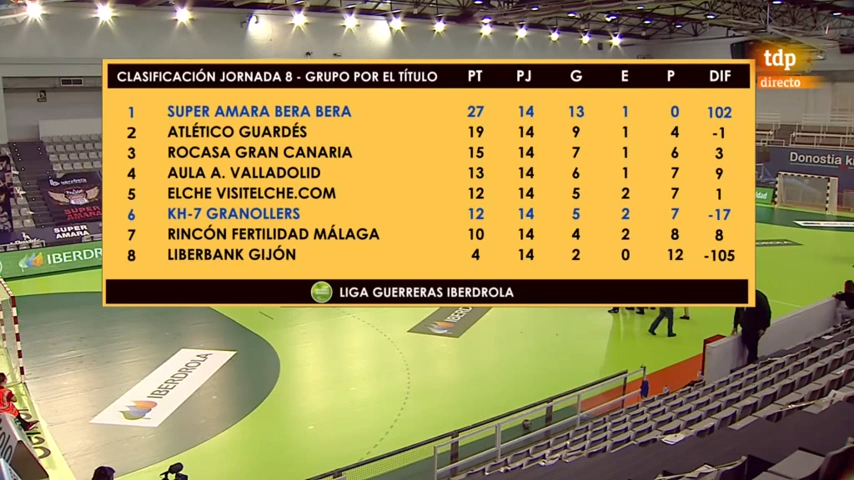 tdp
directo
CLASIFICACIÓN JORNADA 8 - GRUPO POR EL TÍTULO PT PJ G E P DIF
1 SUPER AMARA BERA BERA 27 14 13 1 0 102
2 ATLÉTICO GUARDÉS 19 14 9 1 4 -1
3 ROCASA GRAN CANARIA 15 14 7 1 6 3
4 AULA A. VALLADOLID 13 14 6 1 7 9
5 ELCHE VISITELCHE.COM 12 14 5 2 7 1
6 KH-7 GRANOLLERS 12 14 5 2 7 -17
7 RINCÓN FERTILIDAD MÁLAGA 10 14 4 2 8 8
8 LIBERBANK GIJÓN 4 14 2 0 12 -105
LIGA GUERRERAS IBERDROLA
Donostia
SUPER AMARA
SUPER AMARA
IBERDROLA
IBERDROLA
IBERDROLA